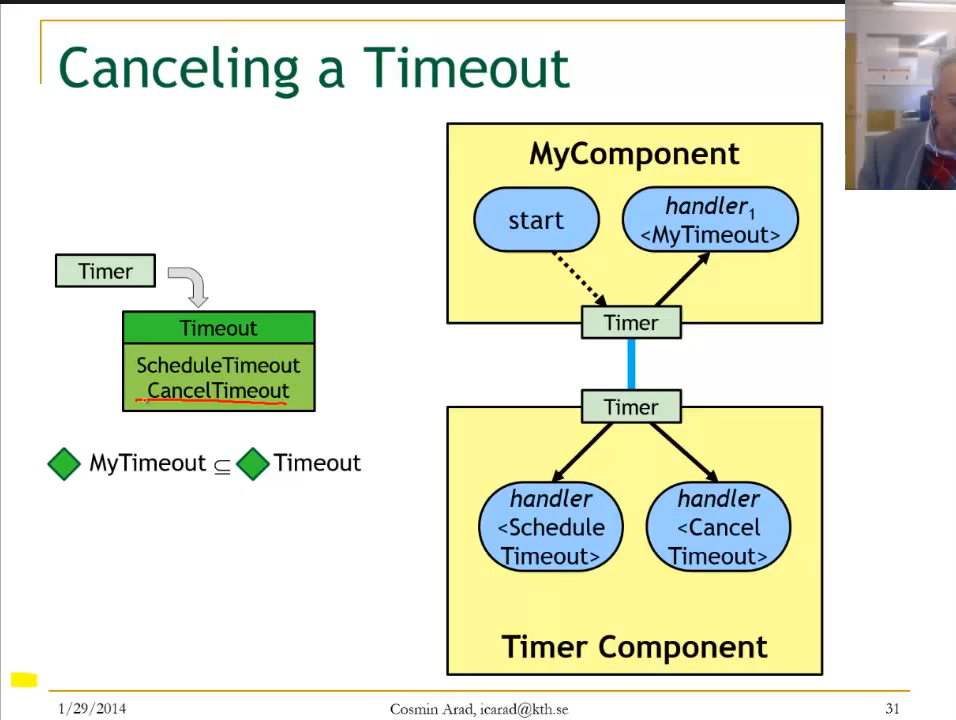 Canceling a Timeout
MyComponent
start
handler1
<MyTimeout>
Timer
Timer
Timeout
ScheduleTimeout
CancelTimeout
MyTimeout ⊆ Timeout
Timer
handler
<Schedule
Timeout>
handler
<Cancel
Timeout>
Timer Component
1/29/2014
Cosmin Arad, icarad@kth.se
31